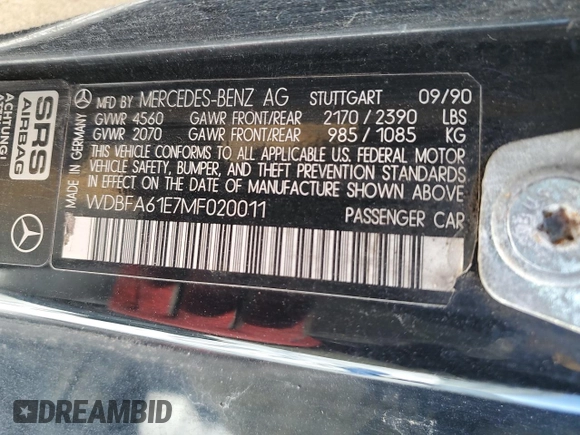 ACHTUNG!
SRS
AIRBAG
MFD BY MERCEDES-BENZ AG STUTTGART 09/90
GVWR 4560 GAWR FRONT/REAR 2170 / 2390 LBS
GVWR 2070 GAWR FRONT/REAR 985 / 1085 KG
THIS VEHICLE CONFORMS TO ALL APPLICABLE U.S. FEDERAL MOTOR
VEHICLE SAFETY, BUMPER, AND THEFT PREVENTION STANDARDS
IN EFFECT ON THE DATE OF MANUFACTURE SHOWN ABOVE.
WDBFA61E7MF020011 PASSENGER CAR
MADE IN GERMANY
DREAMBID